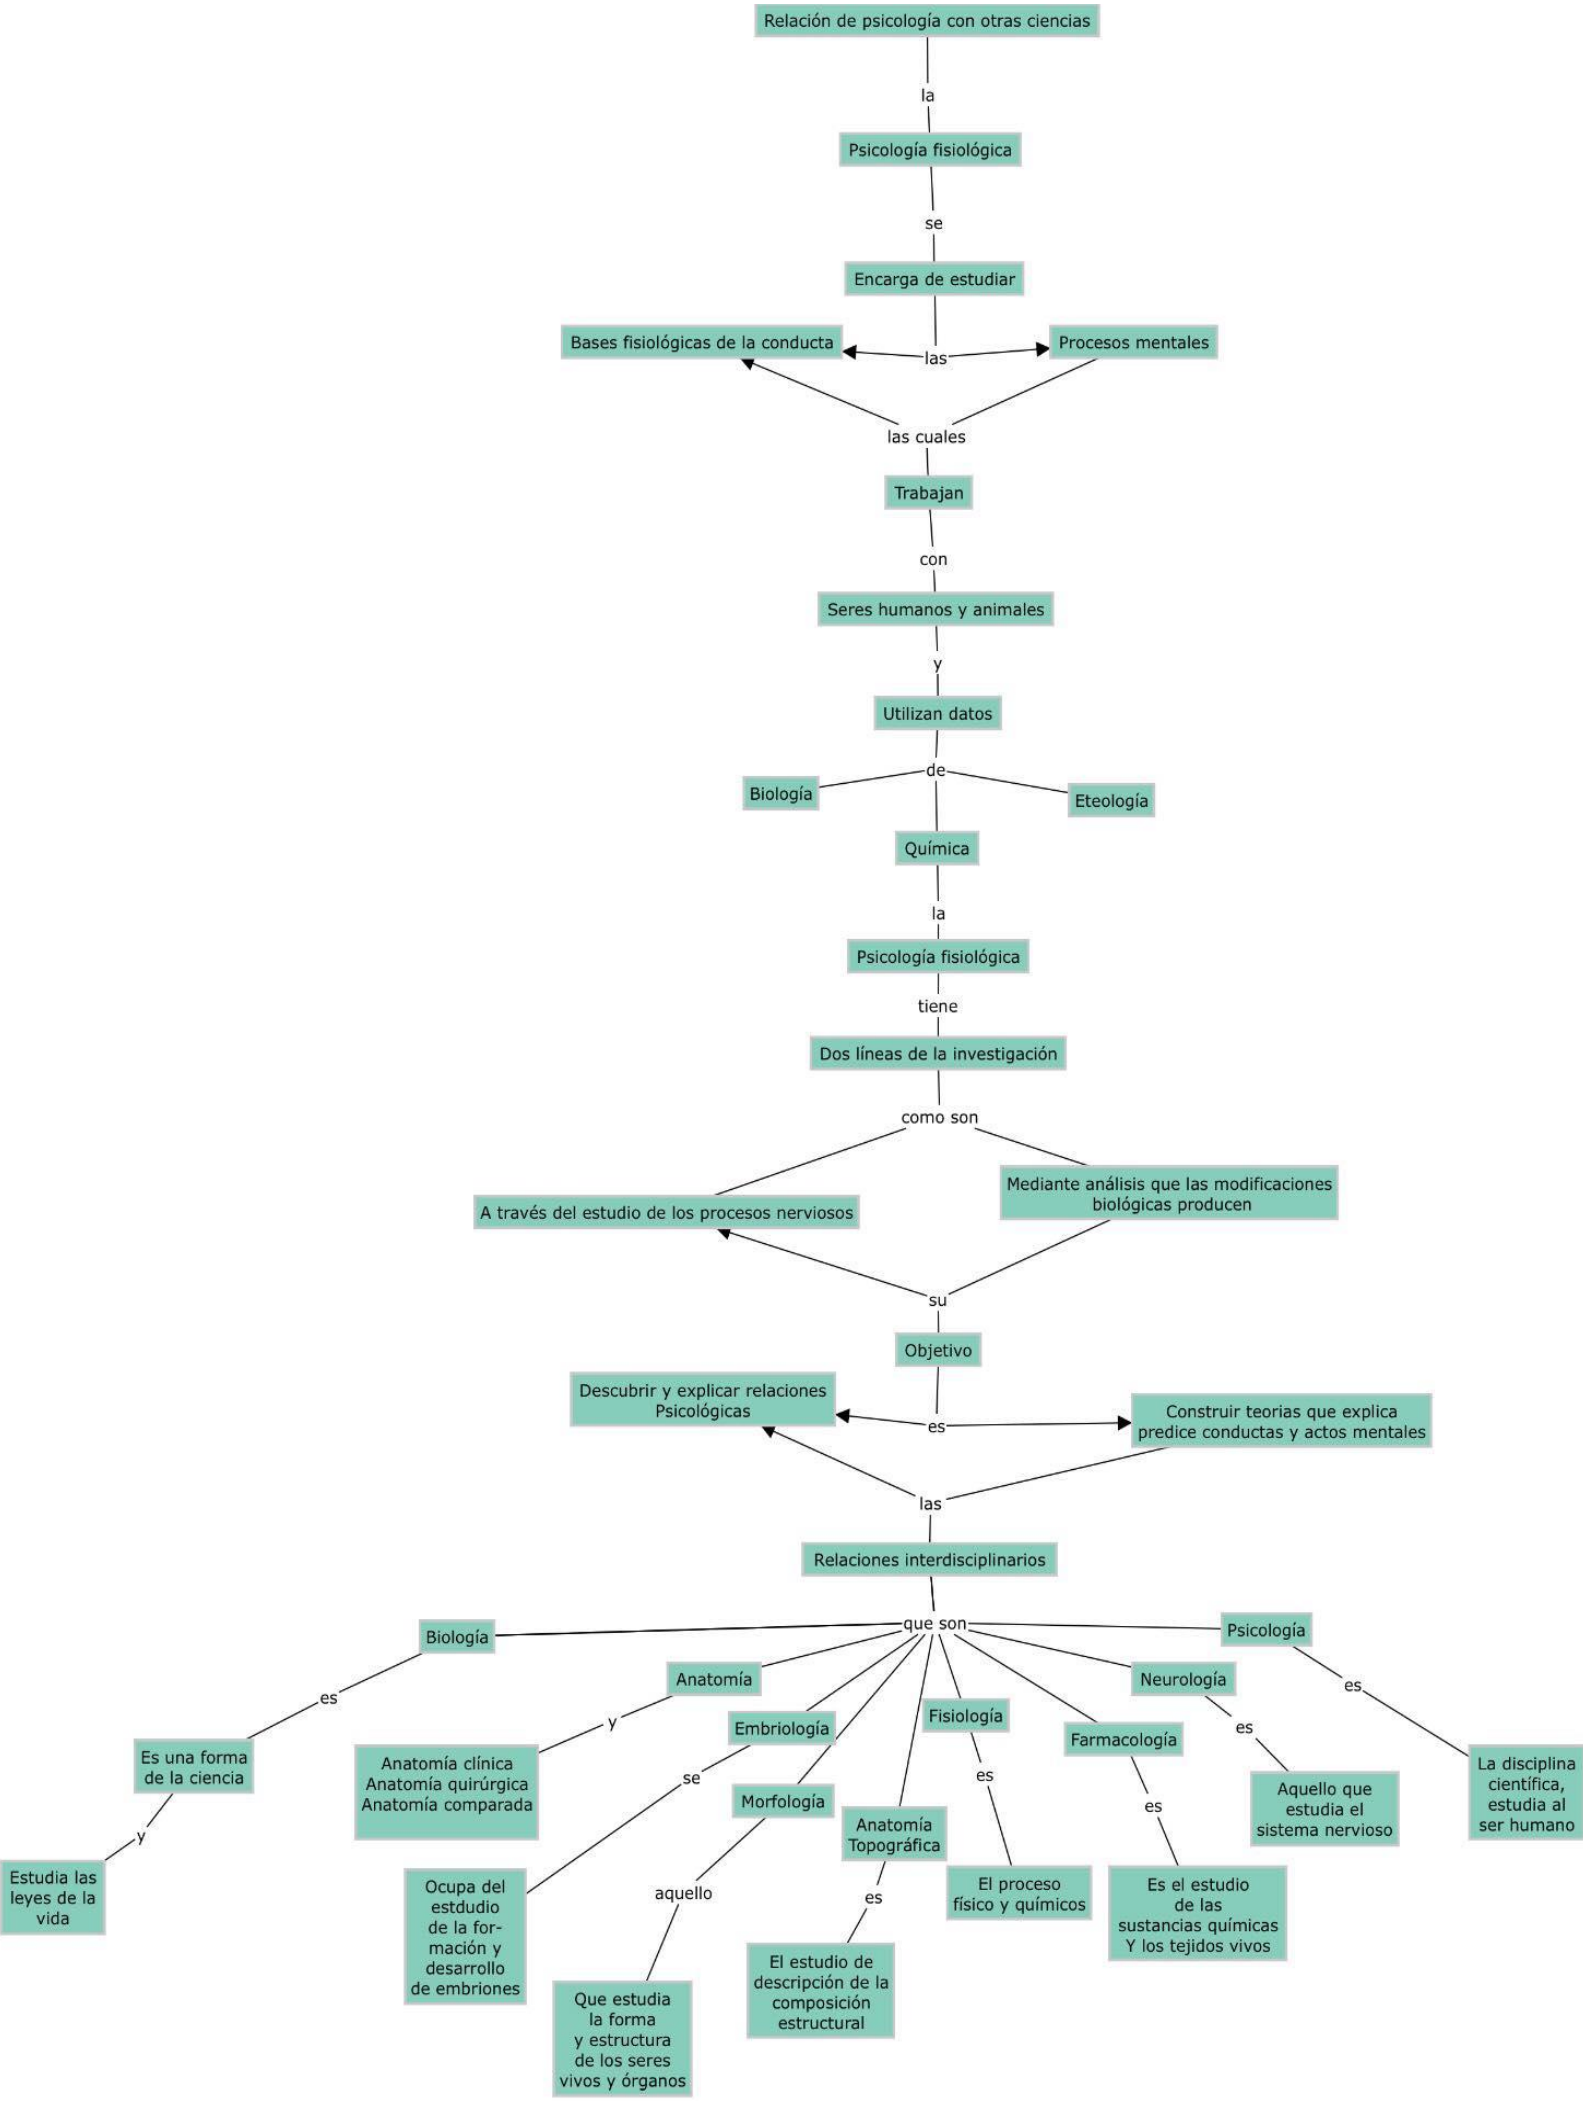 Relación de psicología con otras ciencias
la
Psicología fisiológica
se
Encarga de estudiar
Bases fisiológicas de la conducta
las
Procesos mentales
las cuales
Trabajan
con
Seres humanos y animales
y
Utilizan datos
de
Biología
Eteología
Química
la
Psicología fisiológica
tiene
Dos líneas de la investigación
como son
A través del estudio de los procesos nerviosos
Mediante análisis que las modificaciones
biológicas producen
su
Objetivo
Descubrir y explicar relaciones
Psicológicas
es
Construir teorias que explica
predice conductas y actos mentales
las
Relaciones interdisciplinarios
que son
Biología
es
Es una forma
de la ciencia
y
Estudia las
leyes de la
vida
Anatomía
y
Anatomía clínica
Anatomía quirúrgica
Anatomía comparada
Embriología
se
Ocupa del
estdudio
de la for-
mación y
desarrollo
de embriones
Morfología
aquello
Que estudia
la forma
y estructura
de los seres
vivos y órganos
Anatomía
Topográfica
es
El estudio de
descripción de la
composición
estructural
Fisiología
es
El proceso
físico y químicos
Farmacología
es
Es el estudio
de las
sustancias químicas
Y los tejidos vivos
Neurología
es
Aquello que
estudia el
sistema nervioso
Psicología
es
La disciplina
científica,
estudia al
ser humano